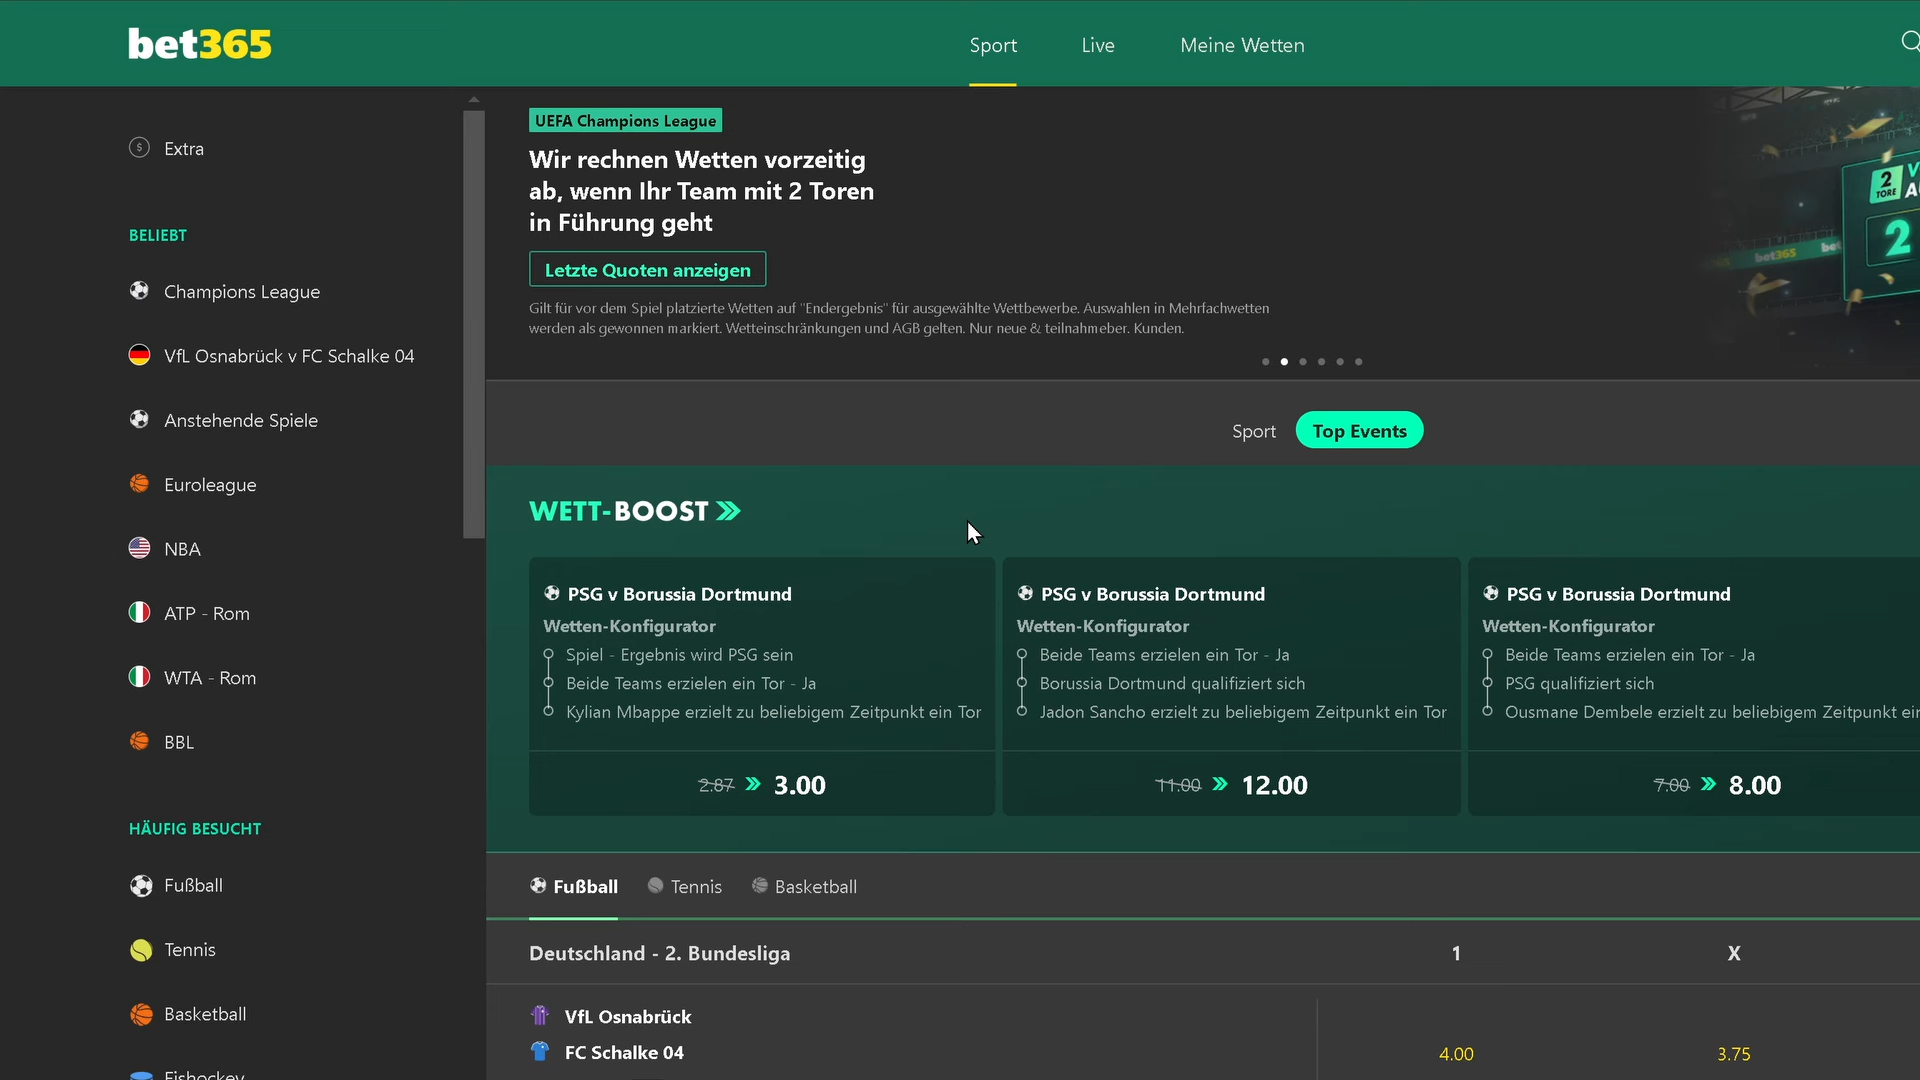 bet365
Sport
Live
Meine Wetten
Extra
BELIEBT
Champions League
VfL Osnabrück v FC Schalke 04
Anstehende Spiele
Euroleague
NBA
ATP - Rom
WTA - Rom
BBL
HÄUFIG BESUCHT
Fußball
Tennis
Basketball
Eishockey
UEFA Champions League
Wir rechnen Wetten vorzeitig
ab, wenn Ihr Team mit 2 Toren
in Führung geht
Letzte Quoten anzeigen
Gilt für vor dem Spiel platzierte Wetten auf "Endergebnis" für ausgewählte Wettbewerbe. Auswahlen in Mehrfachwetten
werden als gewonnen markiert. Wetteinschränkungen und AGB gelten. Nur neue & teilnahmeber. Kunden.
2
TORE
2
bet365
Sport
Top Events
WETT-BOOST
PSG v Borussia Dortmund
Wetten-Konfigurator
Spiel - Ergebnis wird PSG sein
Beide Teams erzielen ein Tor - Ja
Kylian Mbappe erzielt zu beliebigem Zeitpunkt ein Tor
2.87 3.00
PSG v Borussia Dortmund
Wetten-Konfigurator
Beide Teams erzielen ein Tor - Ja
Borussia Dortmund qualifiziert sich
Jadon Sancho erzielt zu beliebigem Zeitpunkt ein Tor
11.00 12.00
PSG v Borussia Dortmund
Wetten-Konfigurator
Beide Teams erzielen ein Tor - Ja
PSG qualifiziert sich
Ousmane Dembele erzielt zu beliebigem Zeitpunkt ein
7.00 8.00
Fußball
Tennis
Basketball
Deutschland - 2. Bundesliga
1
X
VfL Osnabrück
FC Schalke 04
4.00
3.75